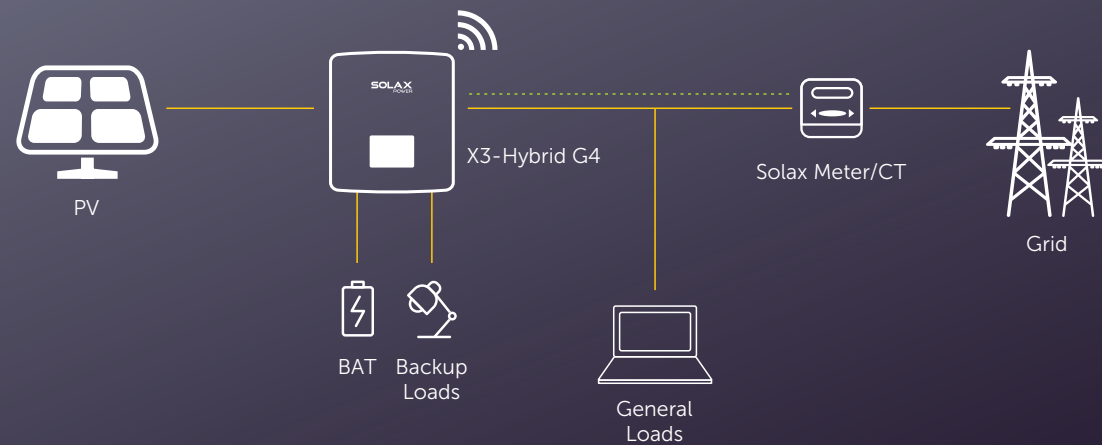 SOLAX
POWER
X3-Hybrid G4
Solax Meter/CT
PV
Grid
BAT
Backup
Loads
General
Loads